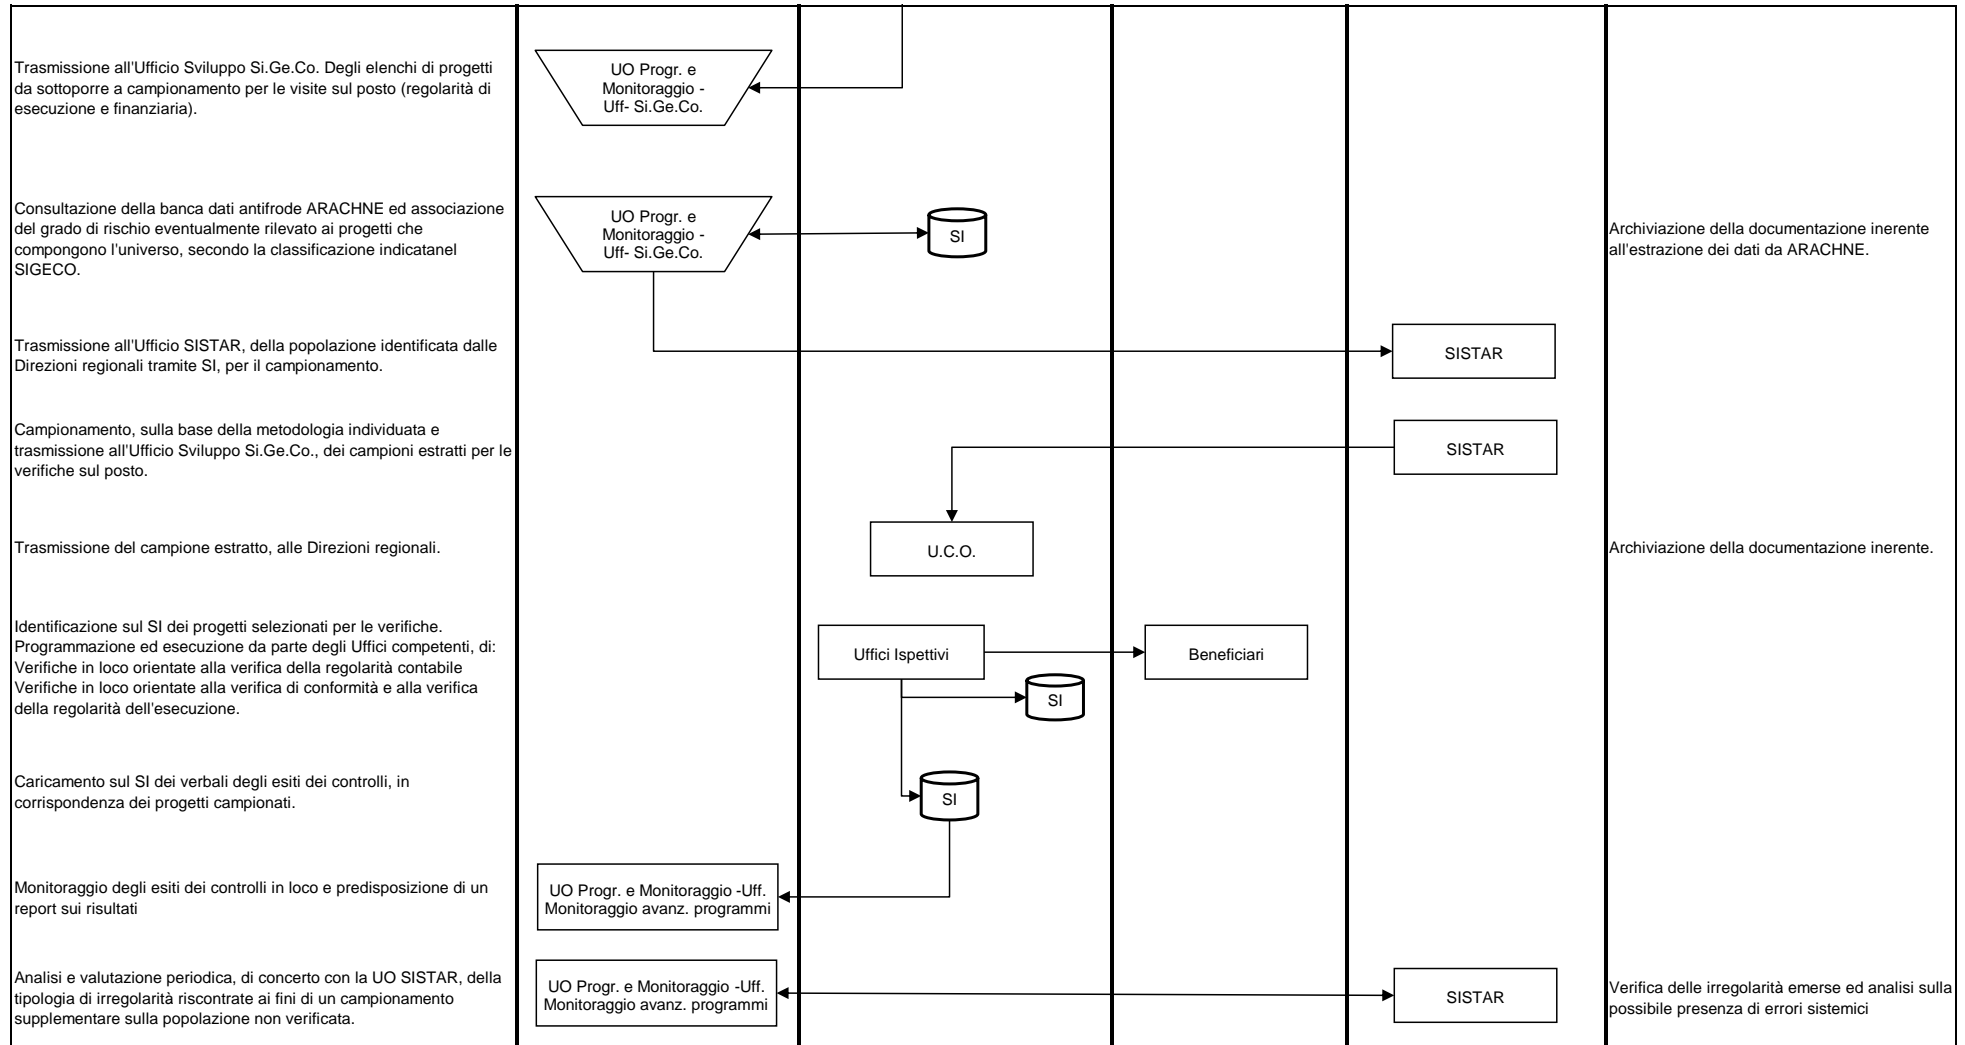 Trasmissione all'Ufficio Sviluppo Si.Ge.Co. Degli elenchi di progetti
da sottoporre a campionamento per le visite sul posto (regolarità di
esecuzione e finanziaria).
UO Progr. e
Monitoraggio -
Uff- Si.Ge.Co.
Consultazione della banca dati antifrode ARACHNE ed associazione
del grado di rischio eventualmente rilevato ai progetti che
compongono l'universo, secondo la classificazione indicatanel
SIGECO.
UO Progr. e
Monitoraggio -
Uff- Si.Ge.Co.
SI
Archiviazione della documentazione inerente
all'estrazione dei dati da ARACHNE.
Trasmissione all'Ufficio SISTAR, della popolazione identificata dalle
Direzioni regionali tramite SI, per il campionamento.
SISTAR
Campionamento, sulla base della metodologia individuata e
trasmissione all'Ufficio Sviluppo Si.Ge.Co., dei campioni estratti per le
verifiche sul posto.
SISTAR
Trasmissione del campione estratto, alle Direzioni regionali.
U.C.O.
Archiviazione della documentazione inerente.
Identificazione sul SI dei progetti selezionati per le verifiche.
Programmazione ed esecuzione da parte degli Uffici competenti, di:
Verifiche in loco orientate alla verifica della regolarità contabile
Verifiche in loco orientate alla verifica di conformità e alla verifica
della regolarità dell'esecuzione.
Uffici Ispettivi
Beneficiari
SI
Caricamento sul SI dei verbali degli esiti dei controlli, in
corrispondenza dei progetti campionati.
SI
Monitoraggio degli esiti dei controlli in loco e predisposizione di un
report sui risultati
UO Progr. e Monitoraggio -Uff.
Monitoraggio avanz. programmi
Analisi e valutazione periodica, di concerto con la UO SISTAR, della
tipologia di irregolarità riscontrate ai fini di un campionamento
supplementare sulla popolazione non verificata.
UO Progr. e Monitoraggio -Uff.
Monitoraggio avanz. programmi
SISTAR
Verifica delle irregolarità emerse ed analisi sulla
possibile presenza di errori sistemici